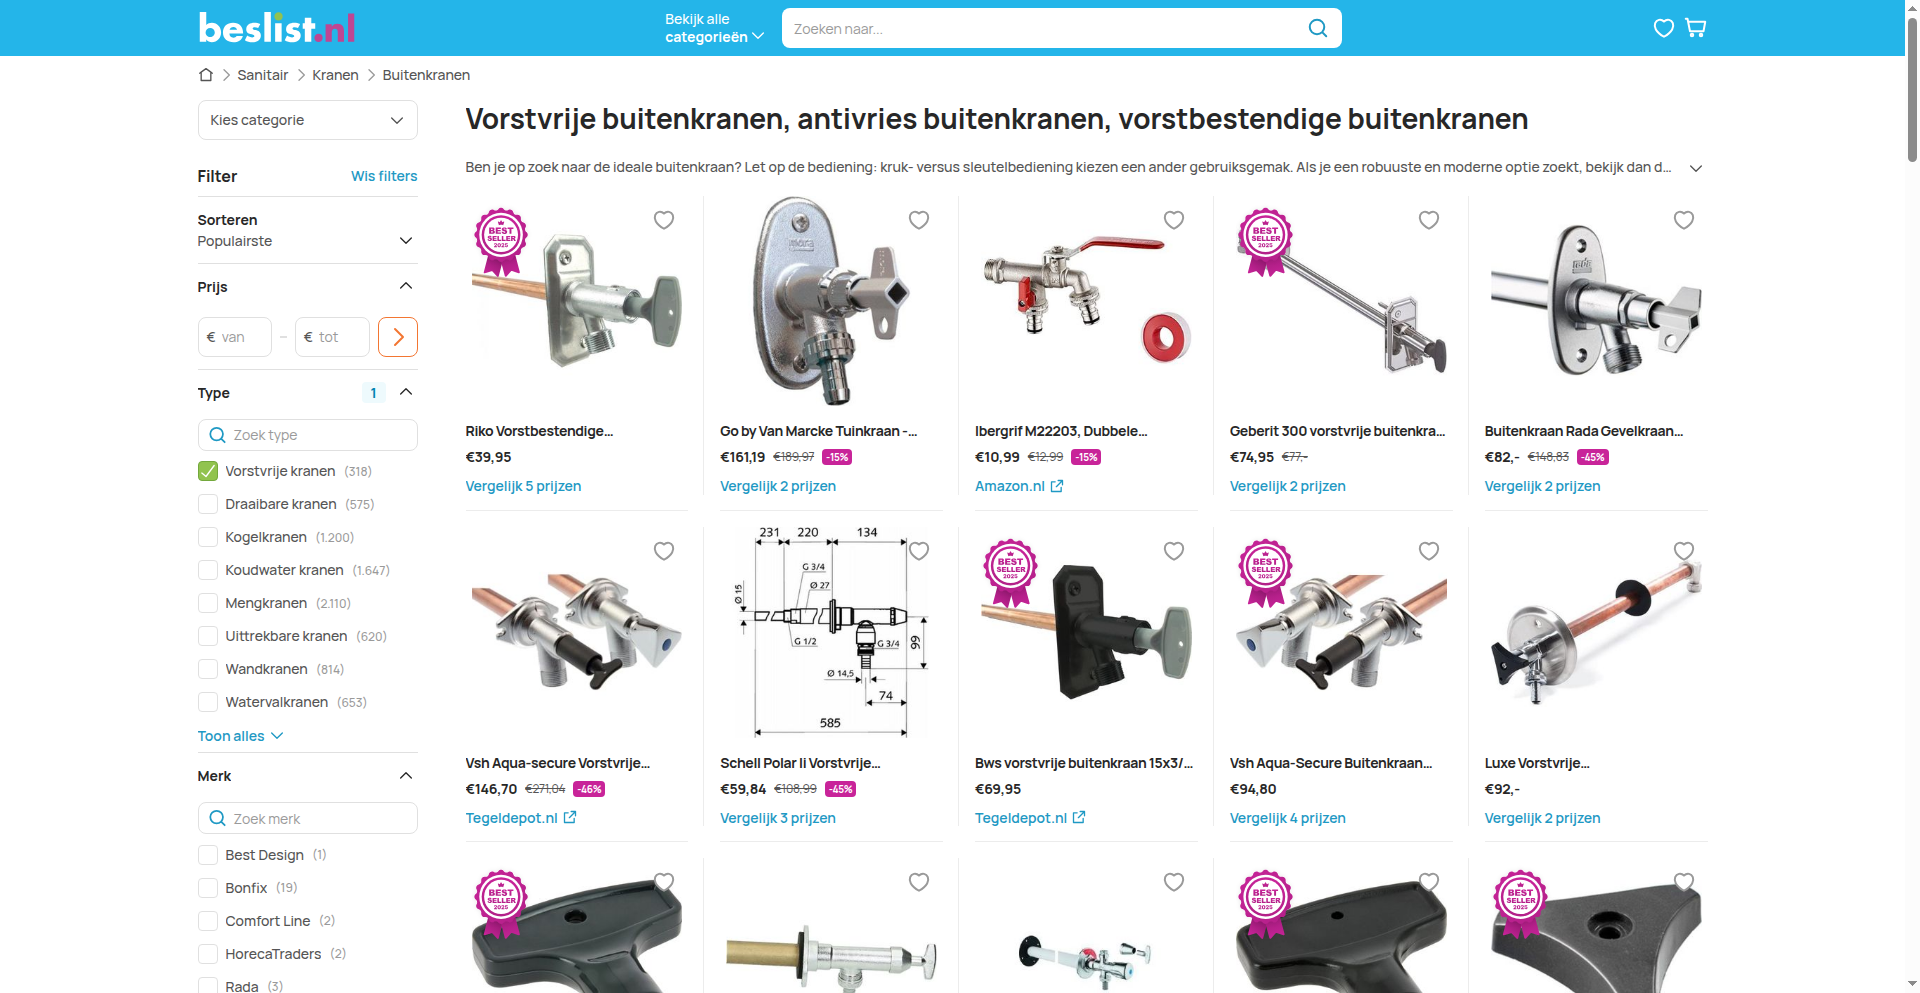 beslist.nl
Bekijk alle
categorieën
Zoeken naar...
Sanitair
Kranen
Buitenkranen
Kies categorie
Filter
Wis filters
Sorteren
Populairste
Prijs
€ van
–
€ tot
Type
1
Zoek type
Vorstvrije kranen (318)
Draaibare kranen (575)
Kogelkranen (1.200)
Koudwater kranen (1.647)
Mengkranen (2.110)
Uittrekbare kranen (620)
Wandkranen (814)
Watervalkranen (653)
Toon alles
Merk
Zoek merk
Best Design (1)
Bonfix (19)
Comfort Line (2)
HorecaTraders (2)
Rada (3)
Vorstvrije buitenkranen, antivries buitenkranen, vorstbestendige buitenkranen
Ben je op zoek naar de ideale buitenkraan? Let op de bediening: kruk- versus sleutelbediening kiezen een ander gebruiksgemak. Als je een robuuste en moderne optie zoekt, bekijk dan d...
BEST
SELLER
2025
Riko Vorstbestendige...
€39,95
Vergelijk 5 prijzen
mora
Go by Van Marcke Tuinkraan -...
€161,19 €189,97 -15%
Vergelijk 2 prijzen
Ibergrif M22203, Dubbele...
€10,99 €12,99 -15%
Amazon.nl
BEST
SELLER
2025
Geberit 300 vorstvrije buitenkra...
€74,95 €77,-
Vergelijk 2 prijzen
Buitenkraan Rada Gevelkraan...
€82,- €148,83 -45%
Vergelijk 2 prijzen
Vsh Aqua-secure Vorstvrije...
€146,70 €271,04 -46%
Tegeldepot.nl
231 220 134
G 3/4
Ø 27
Ø 15
G 1/2
G 3/4
99
Ø 14,5
74
585
Schell Polar Ii Vorstvrije...
€59,84 €108,99 -45%
Vergelijk 3 prijzen
BEST
SELLER
2025
Bws vorstvrije buitenkraan 15x3/...
€69,95
Tegeldepot.nl
BEST
SELLER
2025
Vsh Aqua-Secure Buitenkraan...
€94,80
Vergelijk 4 prijzen
Luxe Vorstvrije...
€92,-
Vergelijk 2 prijzen
BEST
SELLER
2025
BEST
SELLER
2025
BEST
SELLER
2025